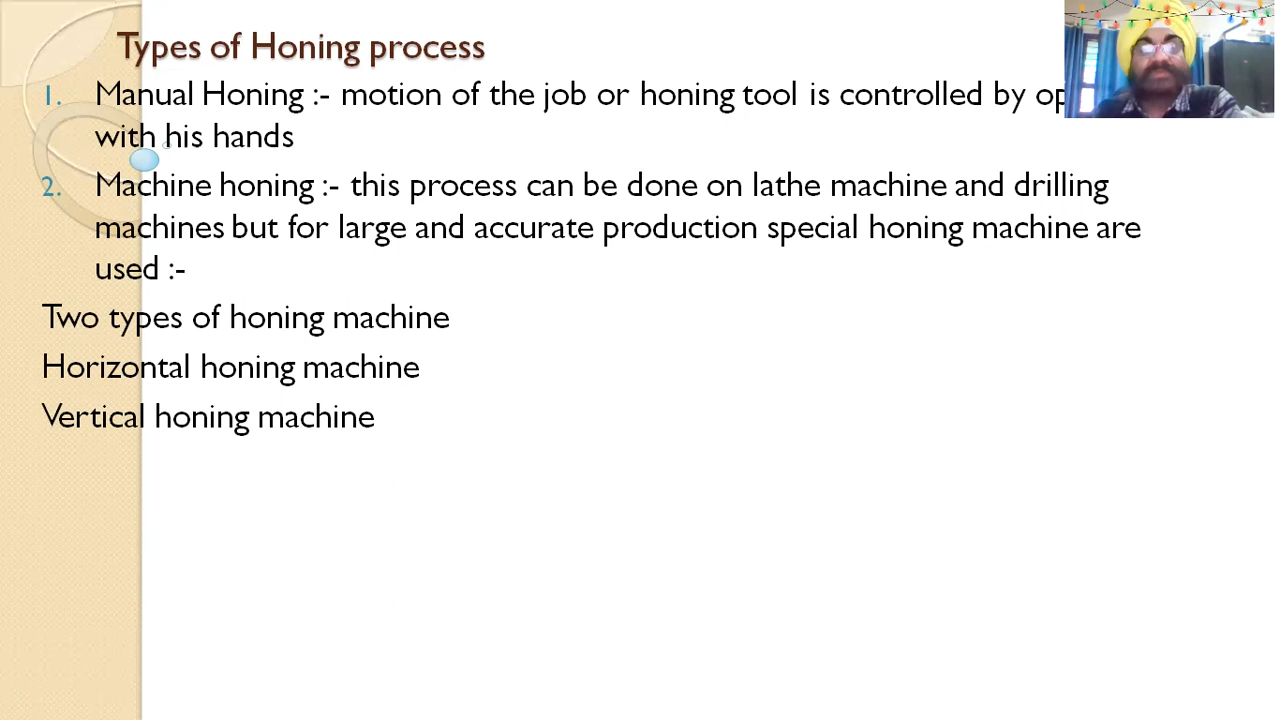 Types of Honing process
1. Manual Honing :- motion of the job or honing tool is controlled by
with his hands
2. Machine honing :- this process can be done on lathe machine and drilling
machines but for large and accurate production special honing machine are
used :-
Two types of honing machine
Horizontal honing machine
Vertical honing machine